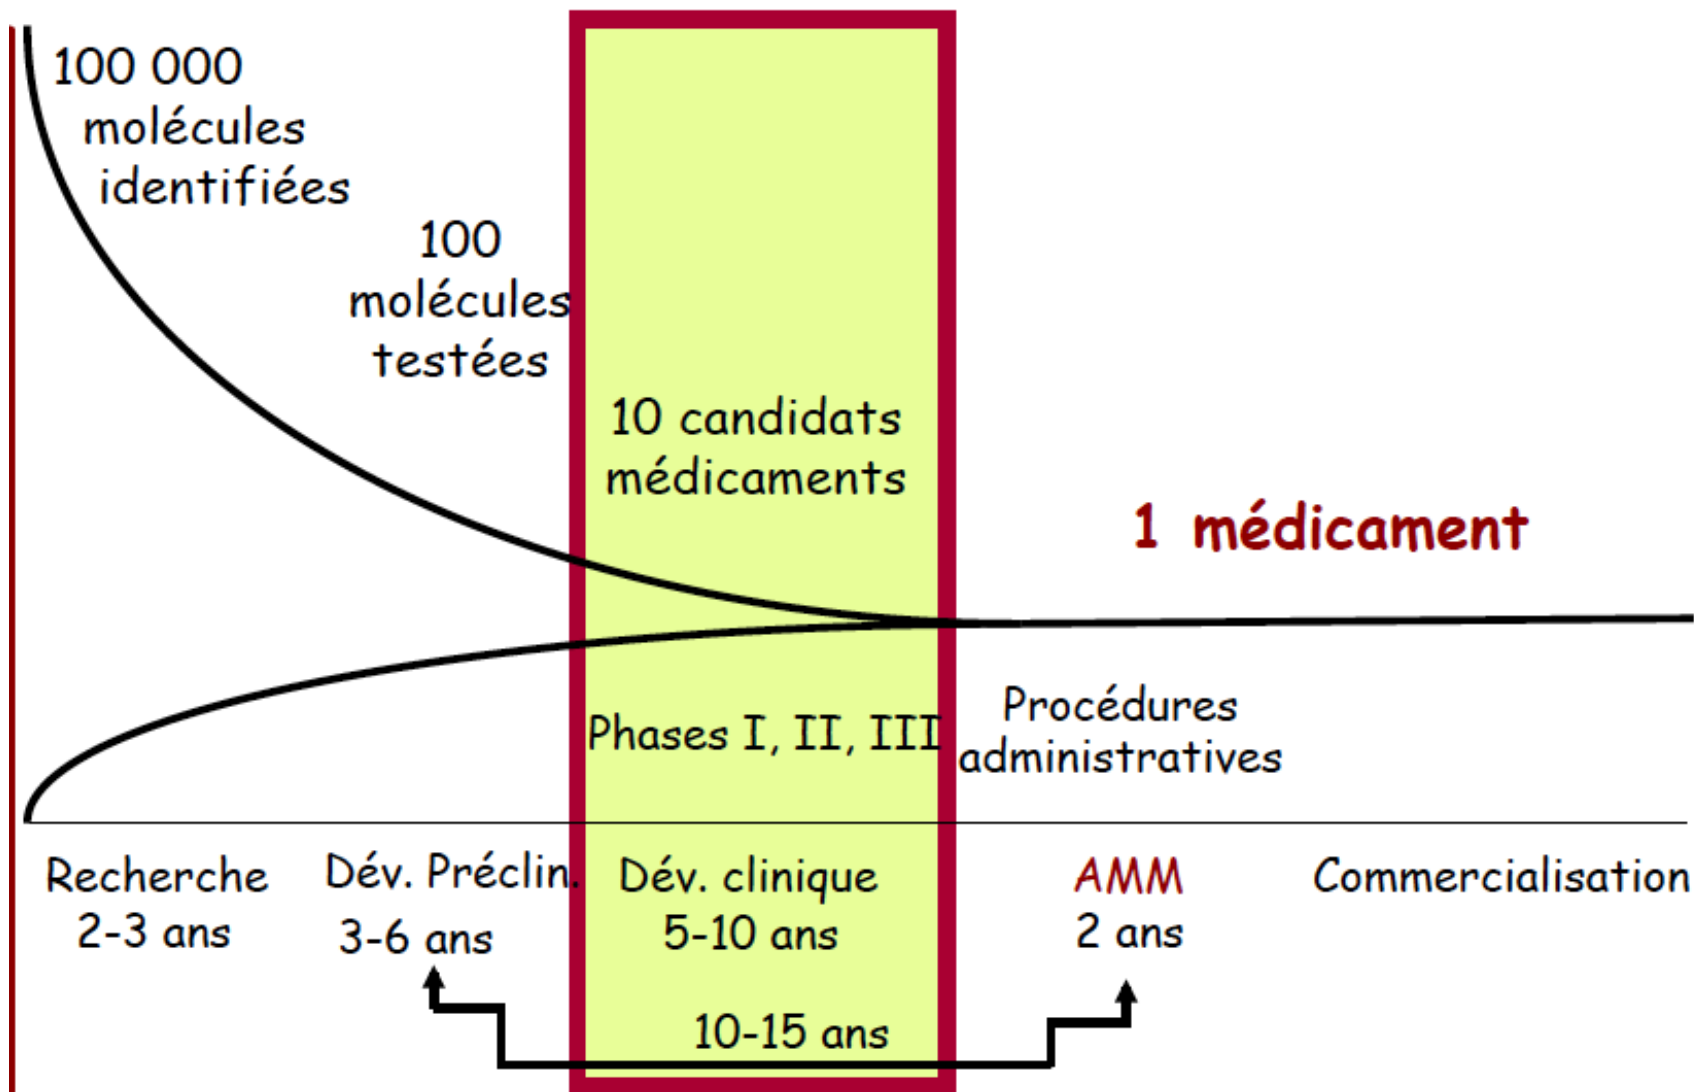 100 000
molécules
identifiées
100
molécules
testées
10 candidats
médicaments
1 médicament
Phases I, II, III
Procédures
administratives
Recherche
2-3 ans
Dév. Préclin.
3-6 ans
Dév. clinique
5-10 ans
AMM
2 ans
Commercialisation
10-15 ans